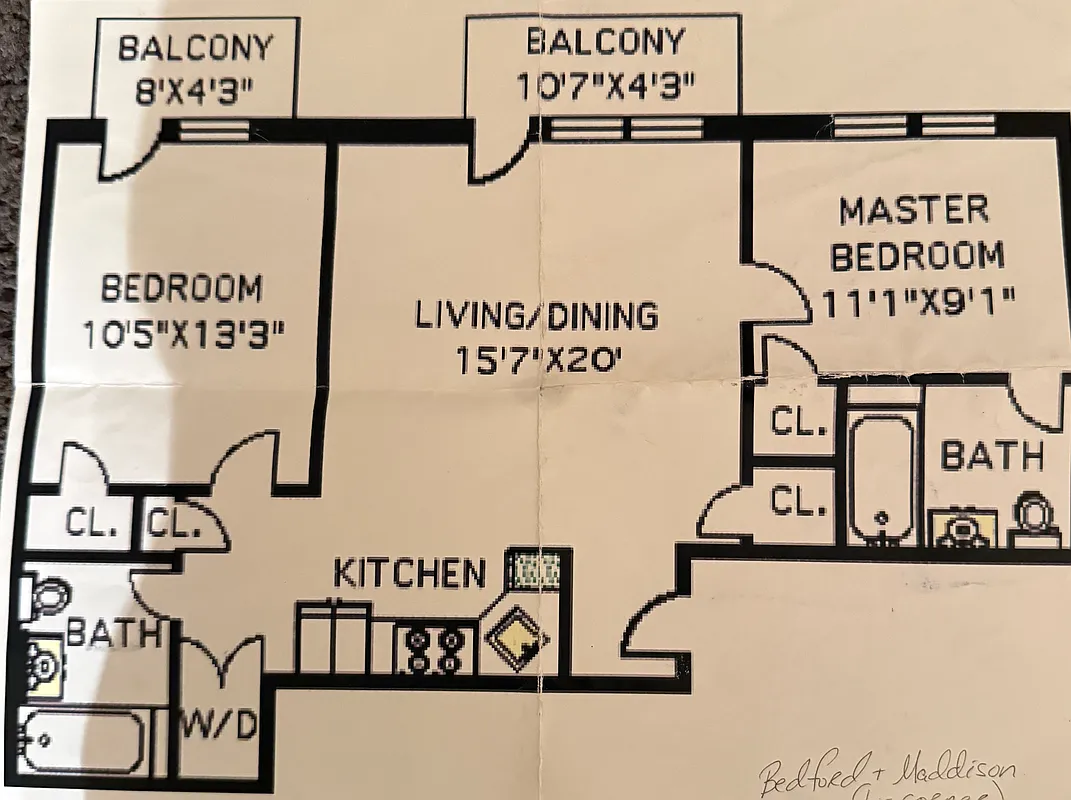 BALCONY
8'X4'3"
BALCONY
10'7"X4'3"
MASTER
BEDROOM
11'1"X9'1"
BEDROOM
10'5"X13'3"
LIVING/DINING
15'7'X20'
CL.
BATH
CL.
CL.
CL.
KITCHEN
BATH
W/D
Bedford + Maddison